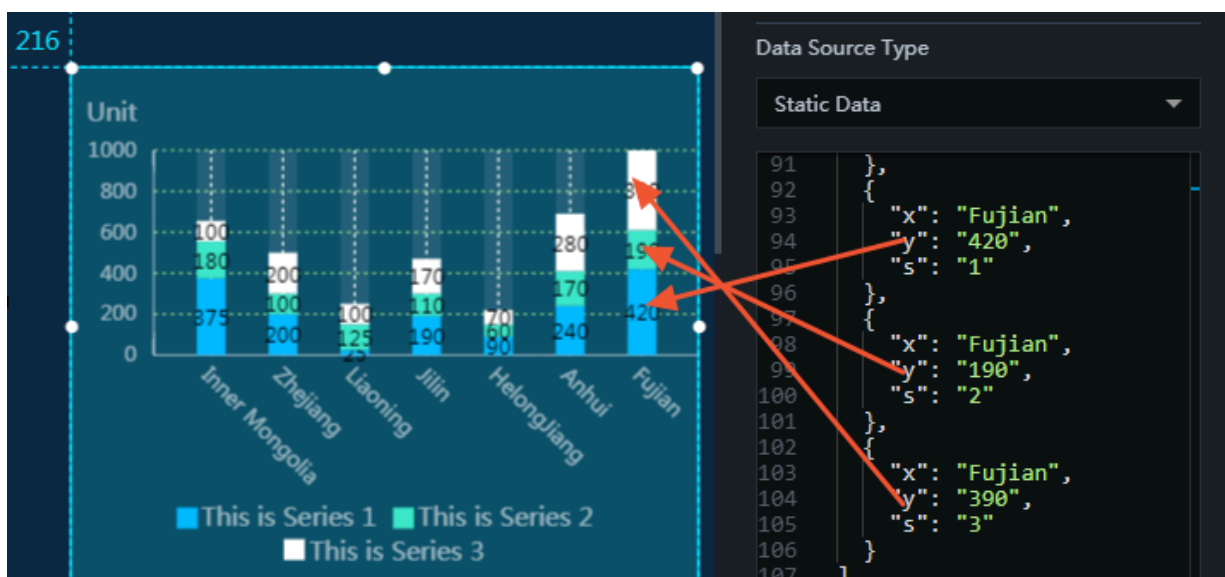 216
Unit
1000
800
600
400
200
0
100
180
375
200
100
200
100
125
25
170
110
190
70
60
90
280
170
240
190
420
Inner Mongolia
Zhejiang
Liaoning
Jilin
HelongJiang
Anhui
Fujian
This is Series 1 This is Series 2
This is Series 3
Data Source Type
Static Data
91 },
92 {
93 "x": "Fujian",
94 "y": "420",
95 "s": "1"
96 },
97 {
98 "x": "Fujian",
99 "y": "190",
100 "s": "2"
101 },
102 {
103 "x": "Fujian",
104 "y": "390",
105 "s": "3"
106 }
107 ]